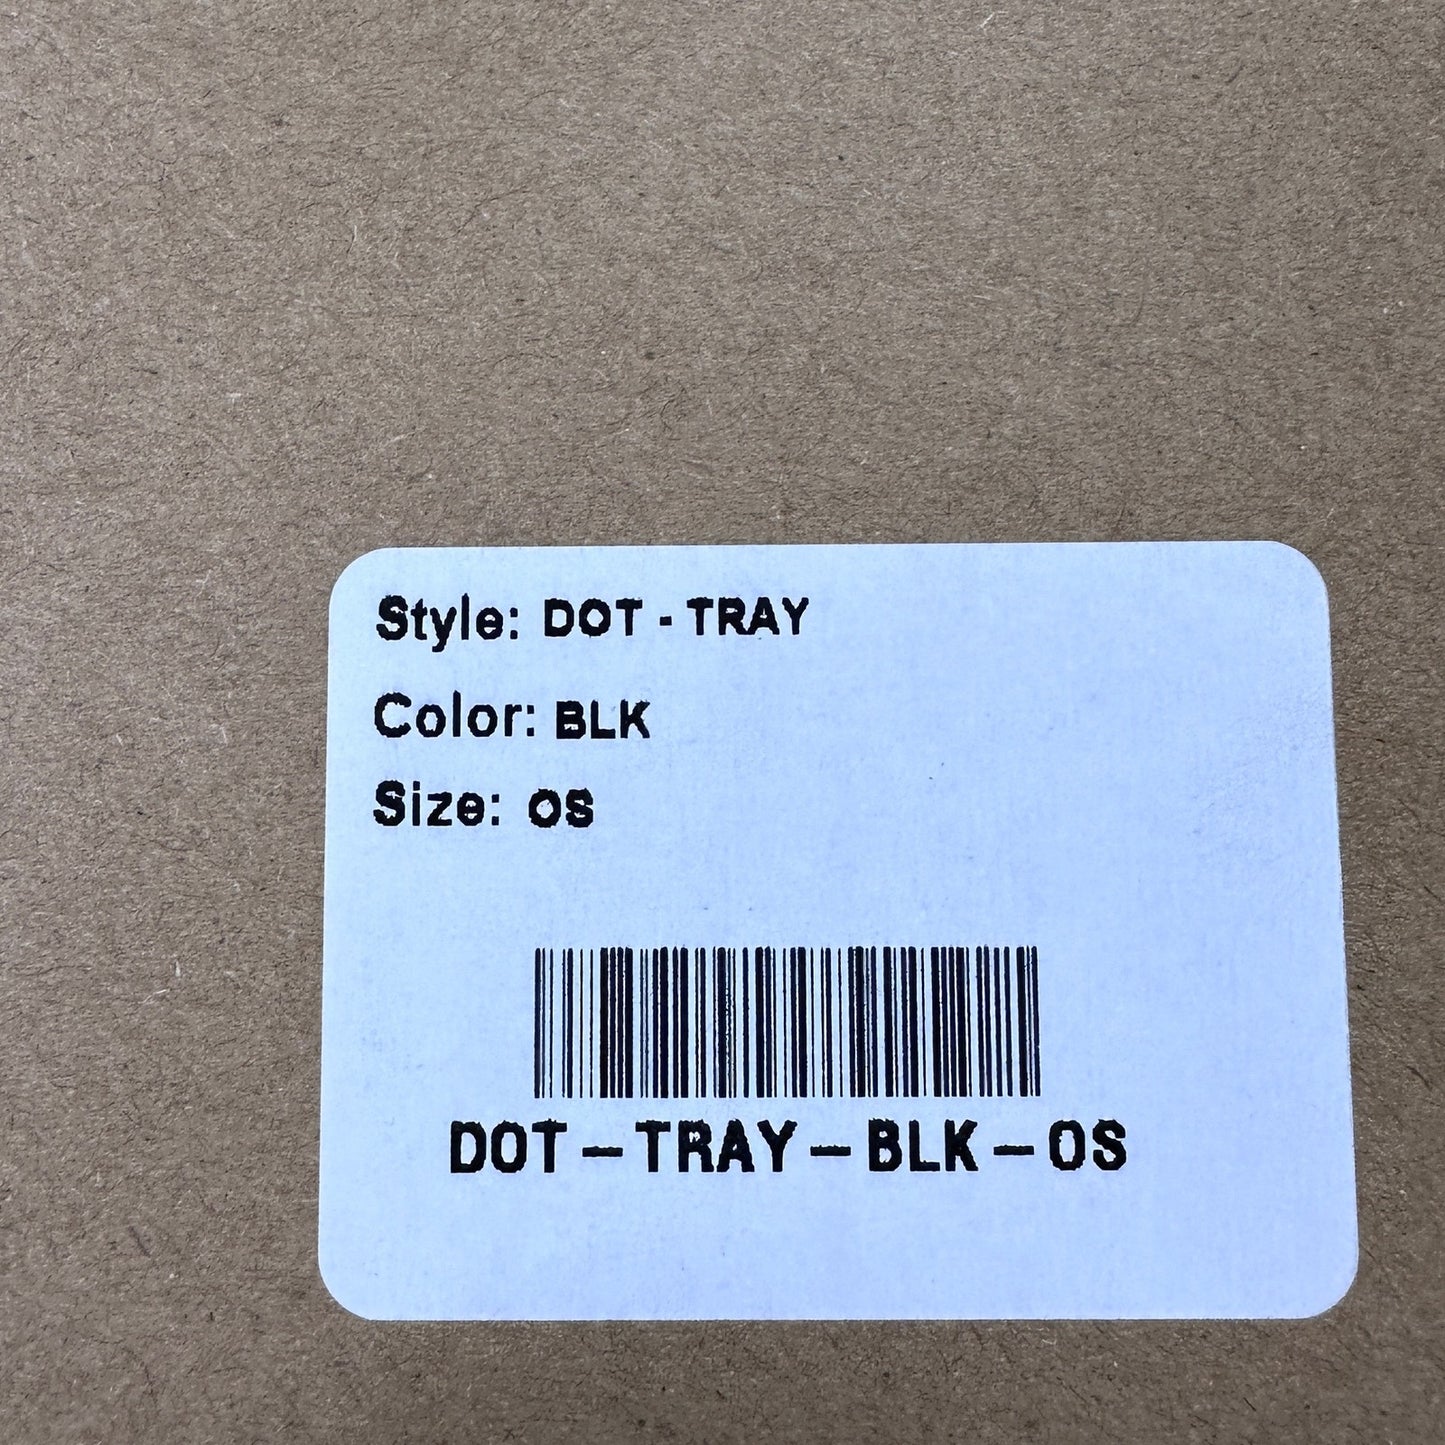 Style: DOT - TRAY
Color: BLK
Size: OS
DOT-TRAY-BLK-OS